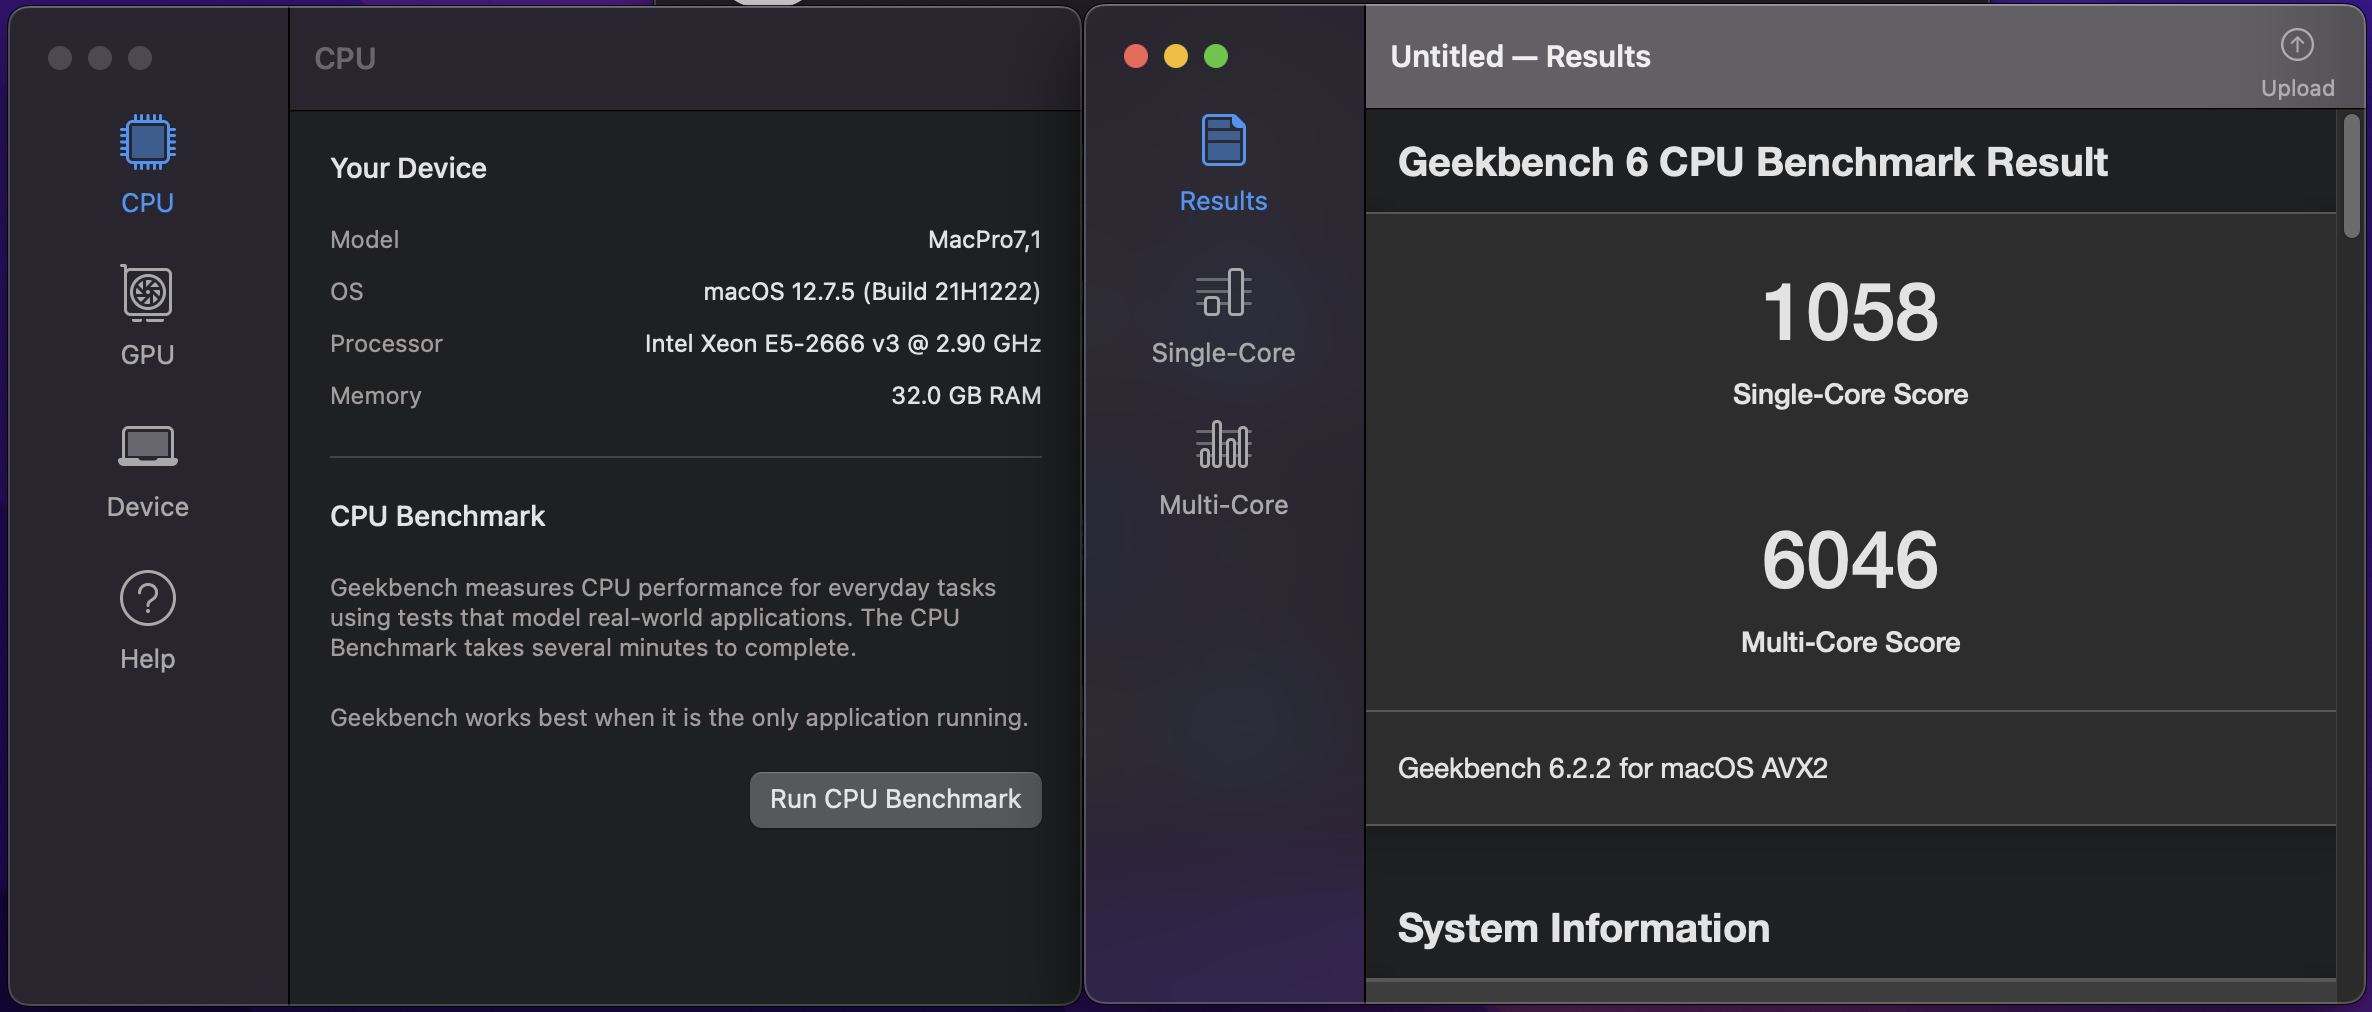 CPU
CPU
GPU
Device
Help
Your Device
Model MacPro7,1
OS macOS 12.7.5 (Build 21H1222)
Processor Intel Xeon E5-2666 v3 @ 2.90 GHz
Memory 32.0 GB RAM
CPU Benchmark
Geekbench measures CPU performance for everyday tasks
using tests that model real-world applications. The CPU
Benchmark takes several minutes to complete.
Geekbench works best when it is the only application running.
Run CPU Benchmark
Untitled — Results
Upload
Results
Single-Core
Multi-Core
Geekbench 6 CPU Benchmark Result
1058
Single-Core Score
6046
Multi-Core Score
Geekbench 6.2.2 for macOS AVX2
System Information